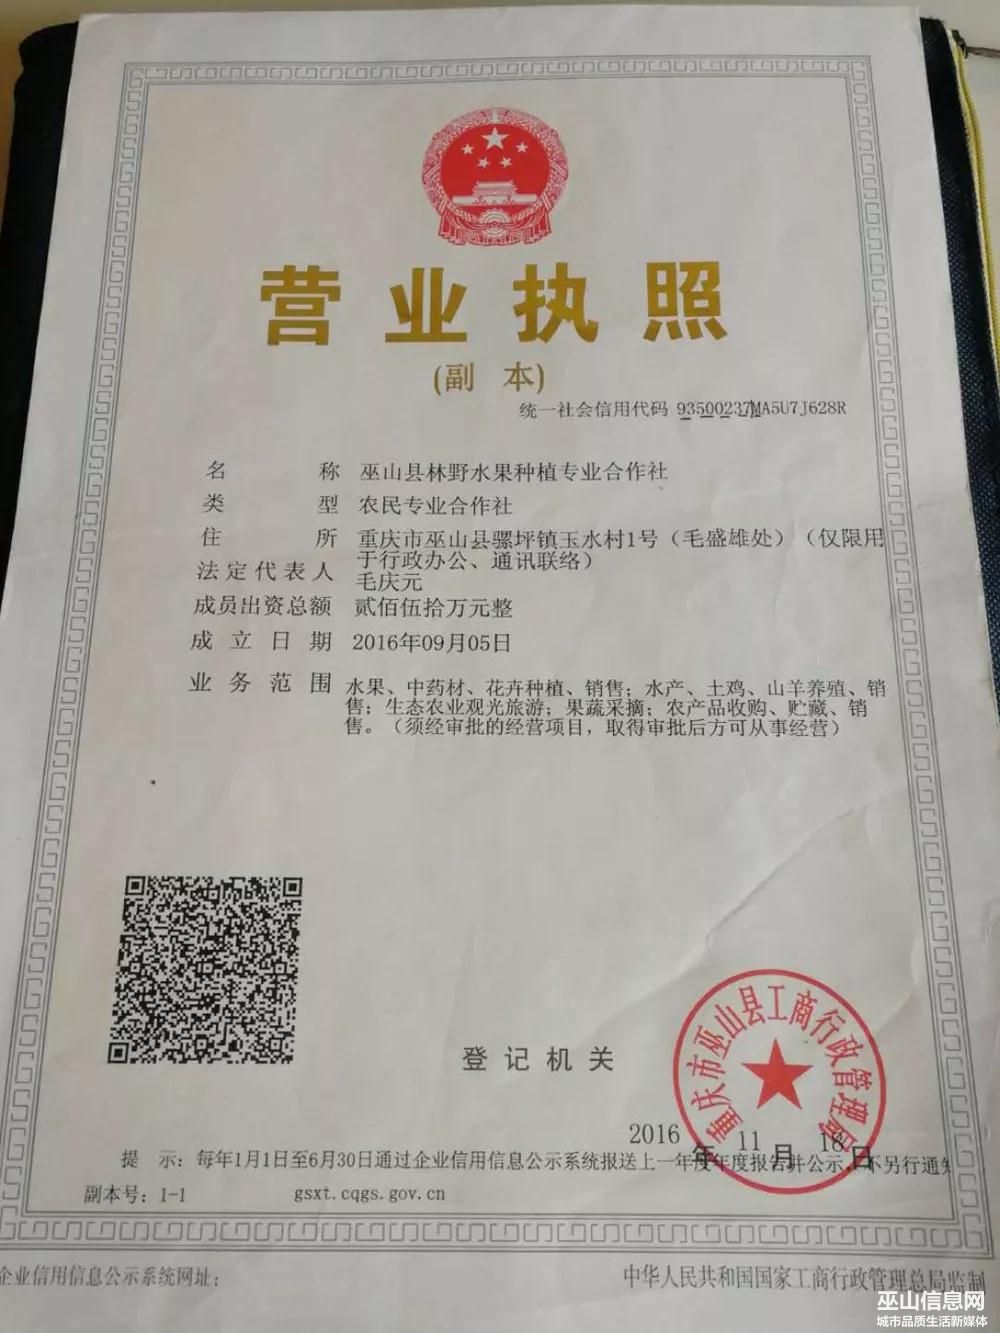 营业执照
(副 本)
统一社会信用代码 93500237MA5U7J628R
名 称 巫山县林野水果种植专业合作社
类 型 农民专业合作社
住 所 重庆市巫山县骡坪镇玉水村1号（毛盛雄处）（仅限用
于行政办公、通讯联络）
法定代表人 毛庆元
成员出资总额 贰佰伍拾万元整
成立日期 2016年09月05日
业务范围 水果、中药材、花卉种植、销售；水产、土鸡、山羊养殖、销
售；生态农业观光旅游；果蔬采摘；农产品收购、贮藏、销
售。（须经审批的经营项目，取得审批后方可从事经营）
登记机关
重庆市巫山县工商行政管理局
2016年11月18日
提 示：每年1月1日至6月30日通过企业信用信息公示系统报送上一年度年度报告并公示，不另行通知
副本号：1-1 gsxt.cqgs.gov.cn
企业信用信息公示系统网址：
中华人民共和国国家工商行政管理总局监制
巫山信息网
城市品质生活新媒体